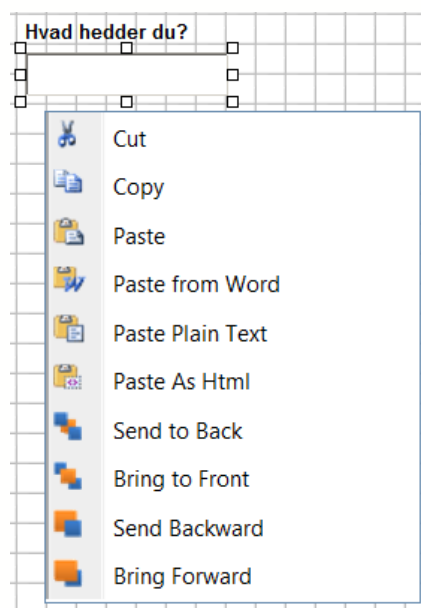 Hvad hedder du?
Cut
Copy
Paste
Paste from Word
Paste Plain Text
Paste As Html
Send to Back
Bring to Front
Send Backward
Bring Forward